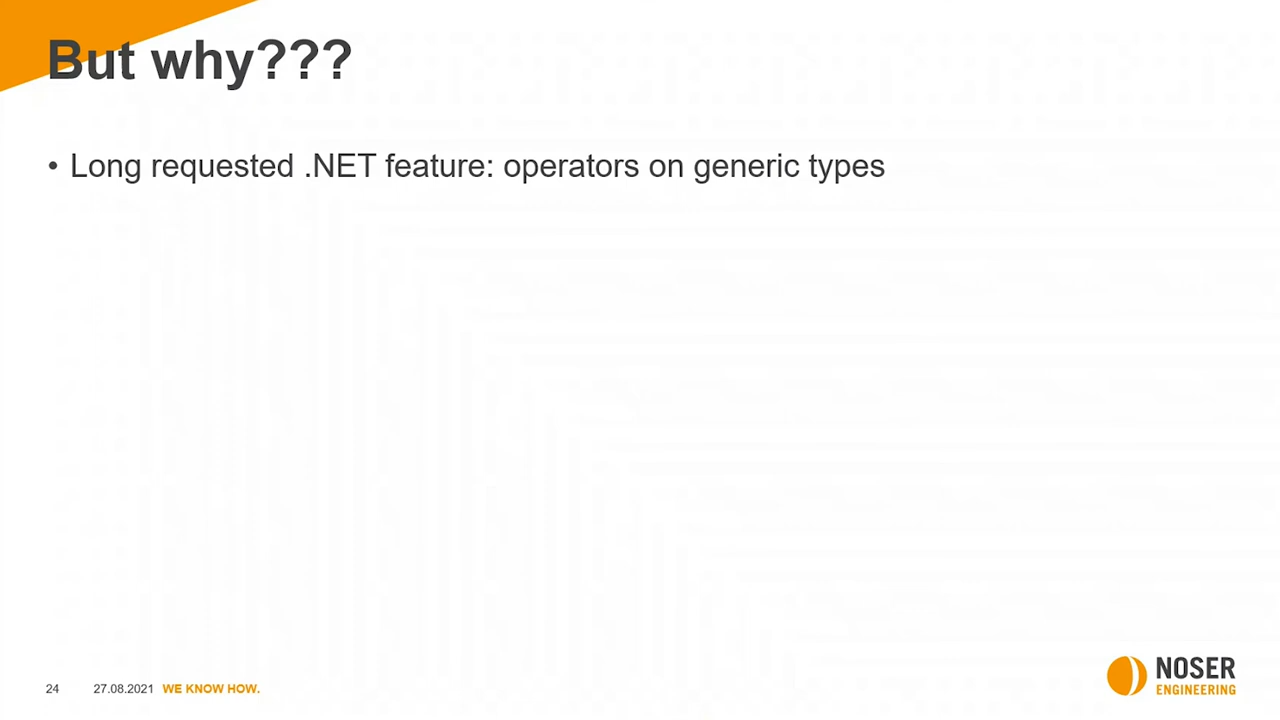 But why???
• Long requested .NET feature: operators on generic types
24 27.08.2021 WE KNOW HOW.
NOSER
ENGINEERING